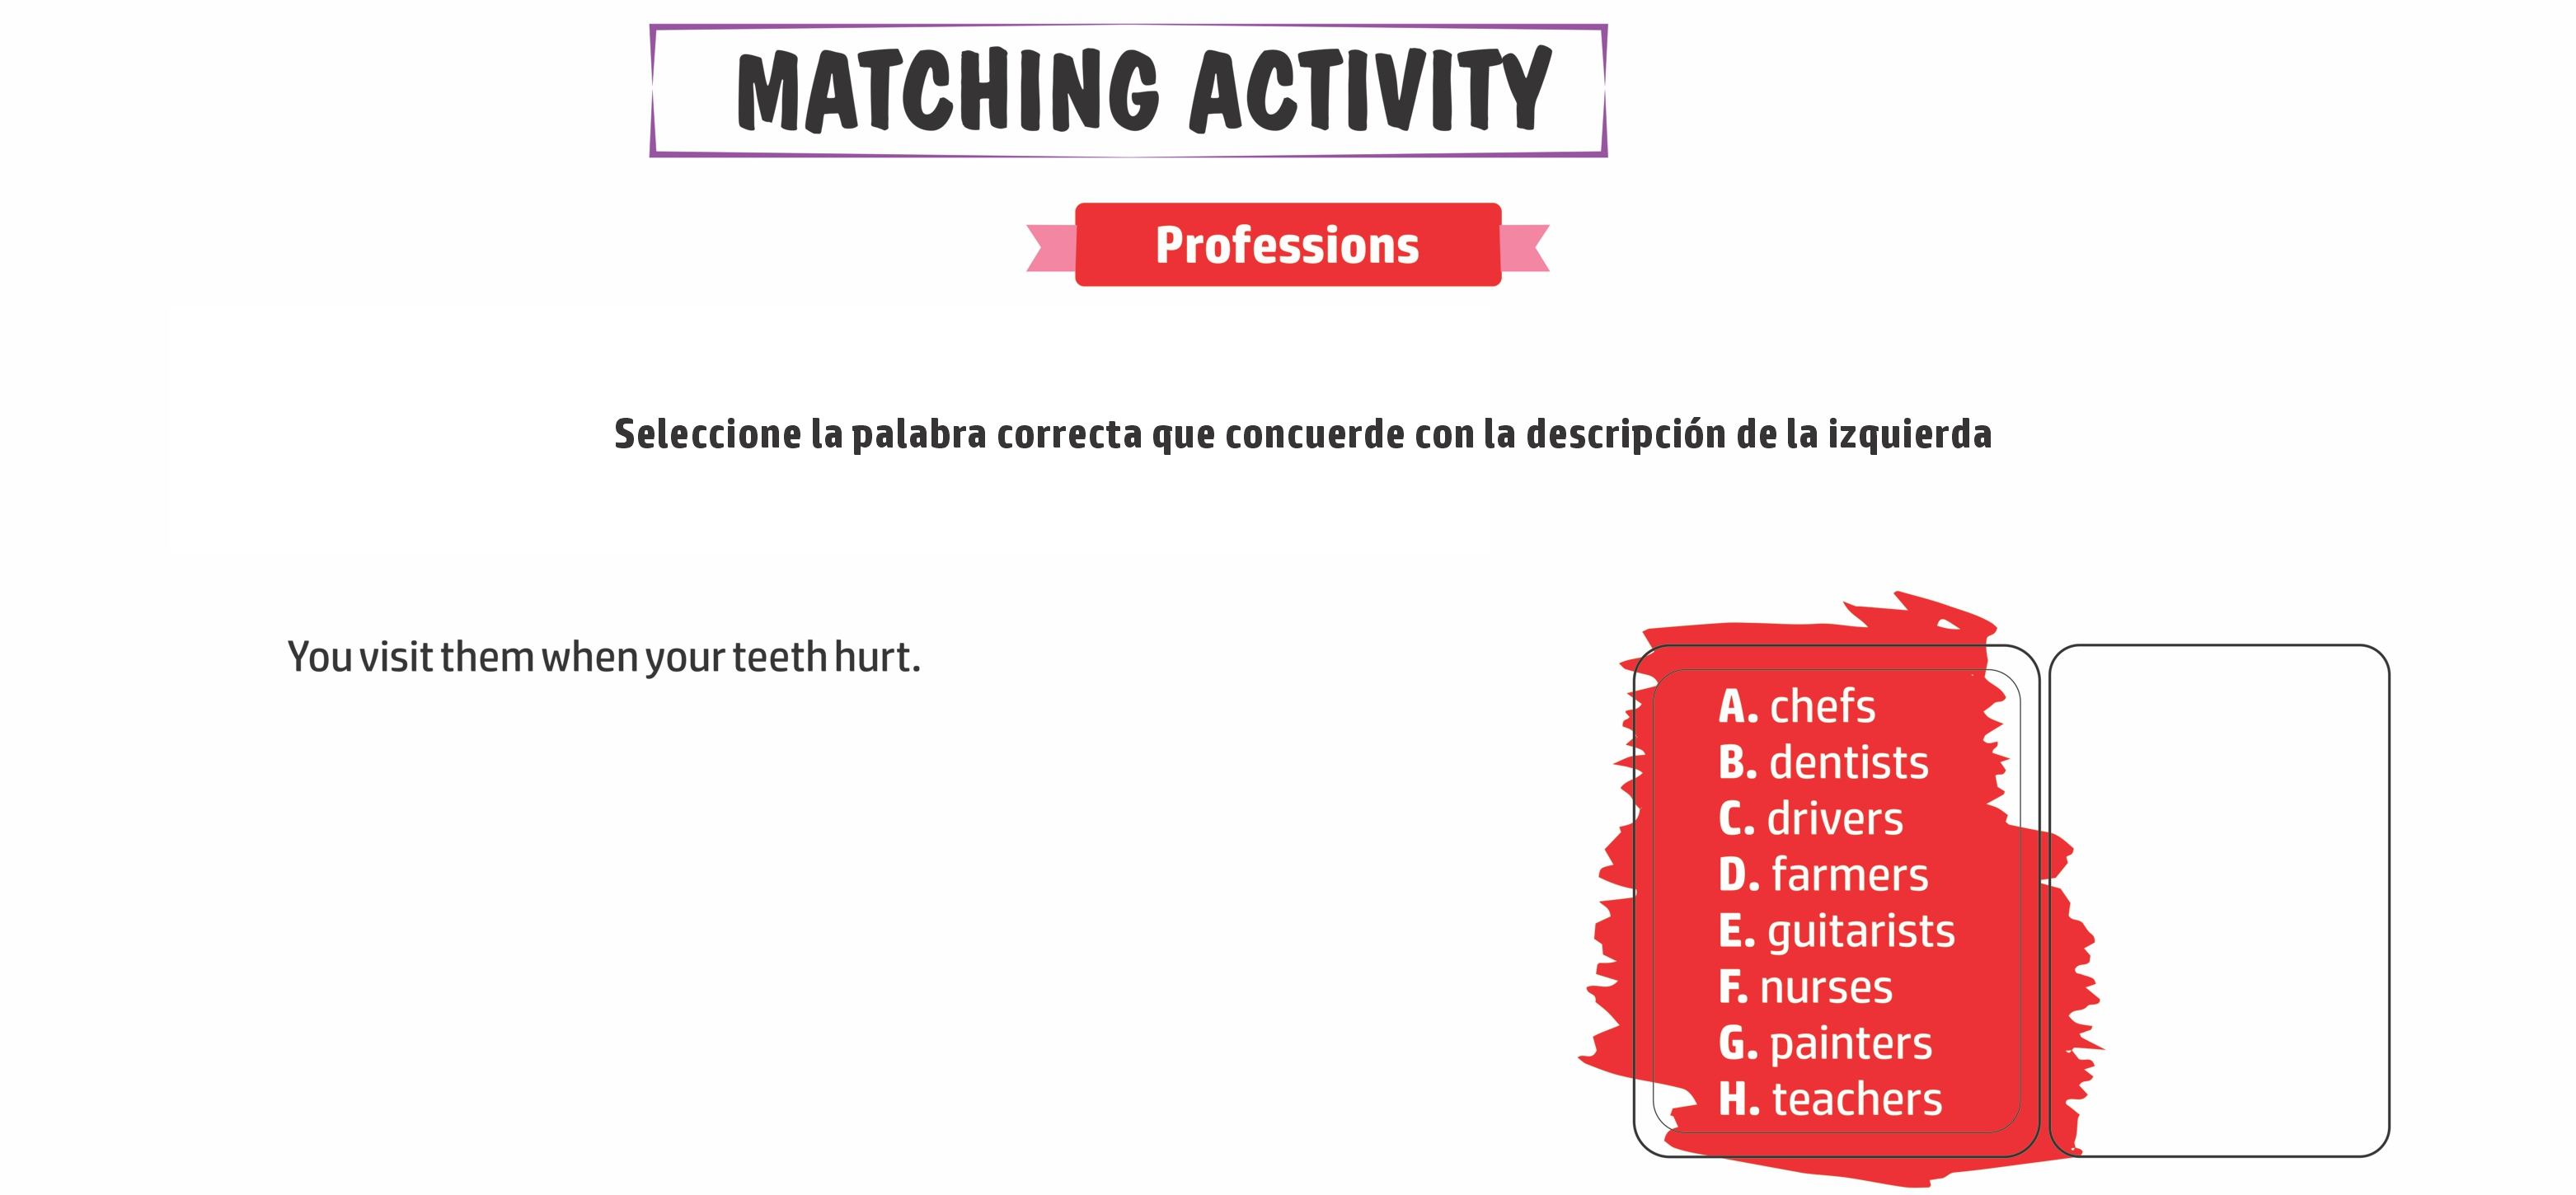 MATCHING ACTIVITY
Professions
Seleccione la palabra correcta que concuerde con la descripción de la izquierda
You visit them when your teeth hurt.
A. chefs
B. dentists
C. drivers
D. farmers
E. guitarists
F. nurses
G. painters
H. teachers